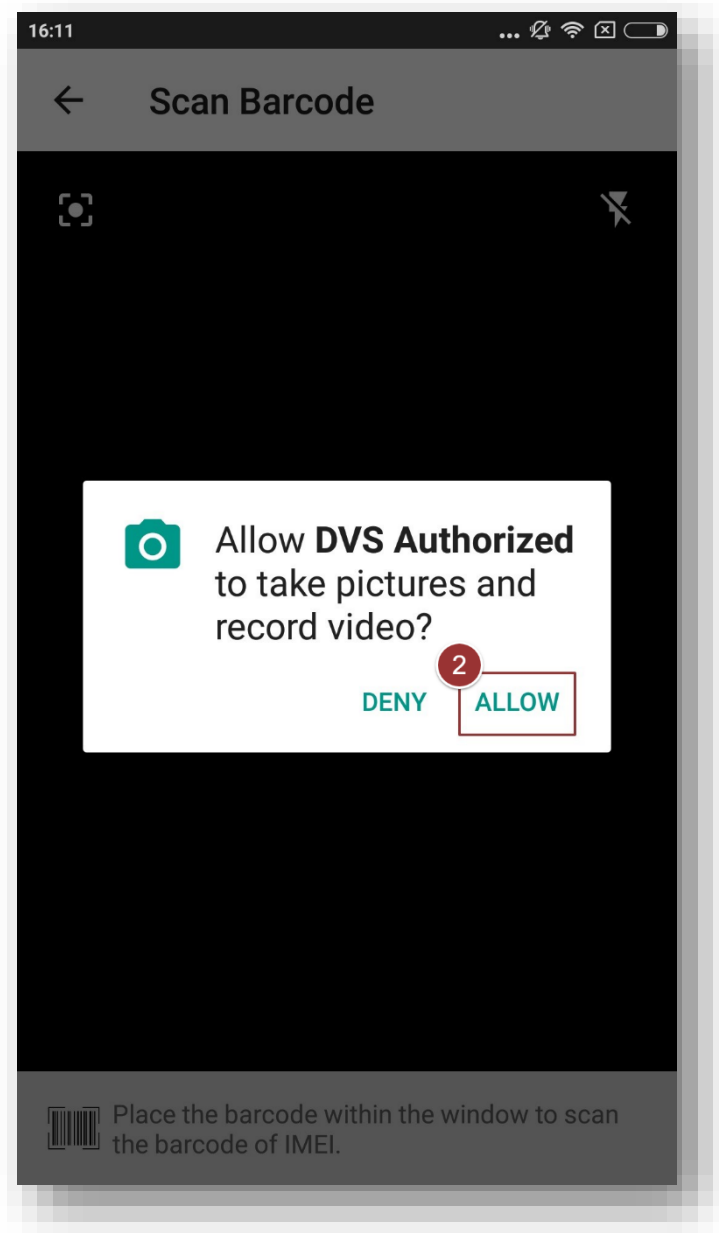 16:11
Scan Barcode
Allow DVS Authorized
to take pictures and
record video?
2
DENY ALLOW
Place the barcode within the window to scan
the barcode of IMEI.